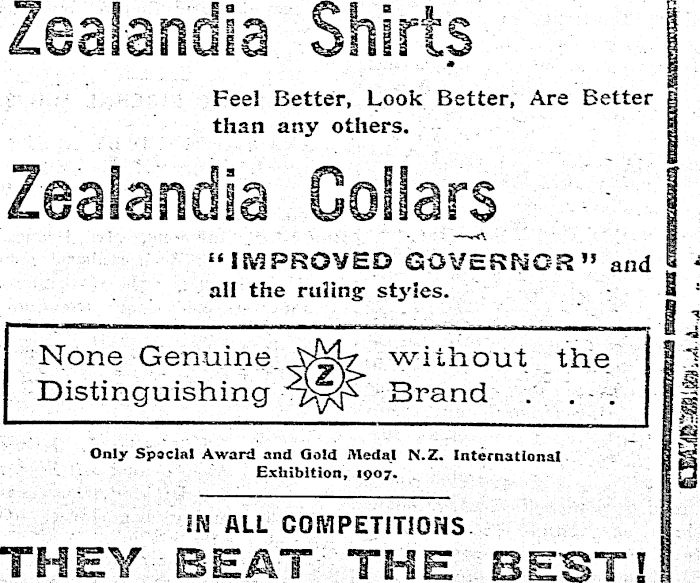 Zealandia Shirts
Feel Better, Look Better, Are Better
than any others.
Zealandia Collars
"IMPROVED GOVERNOR" and
all the ruling styles.
None Genuine Z without the
Distinguishing Brand . . .
Only Special Award and Gold Medal N.Z. International
Exhibition, 1907.
IN ALL COMPETITIONS
THEY BEAT THE BEST!